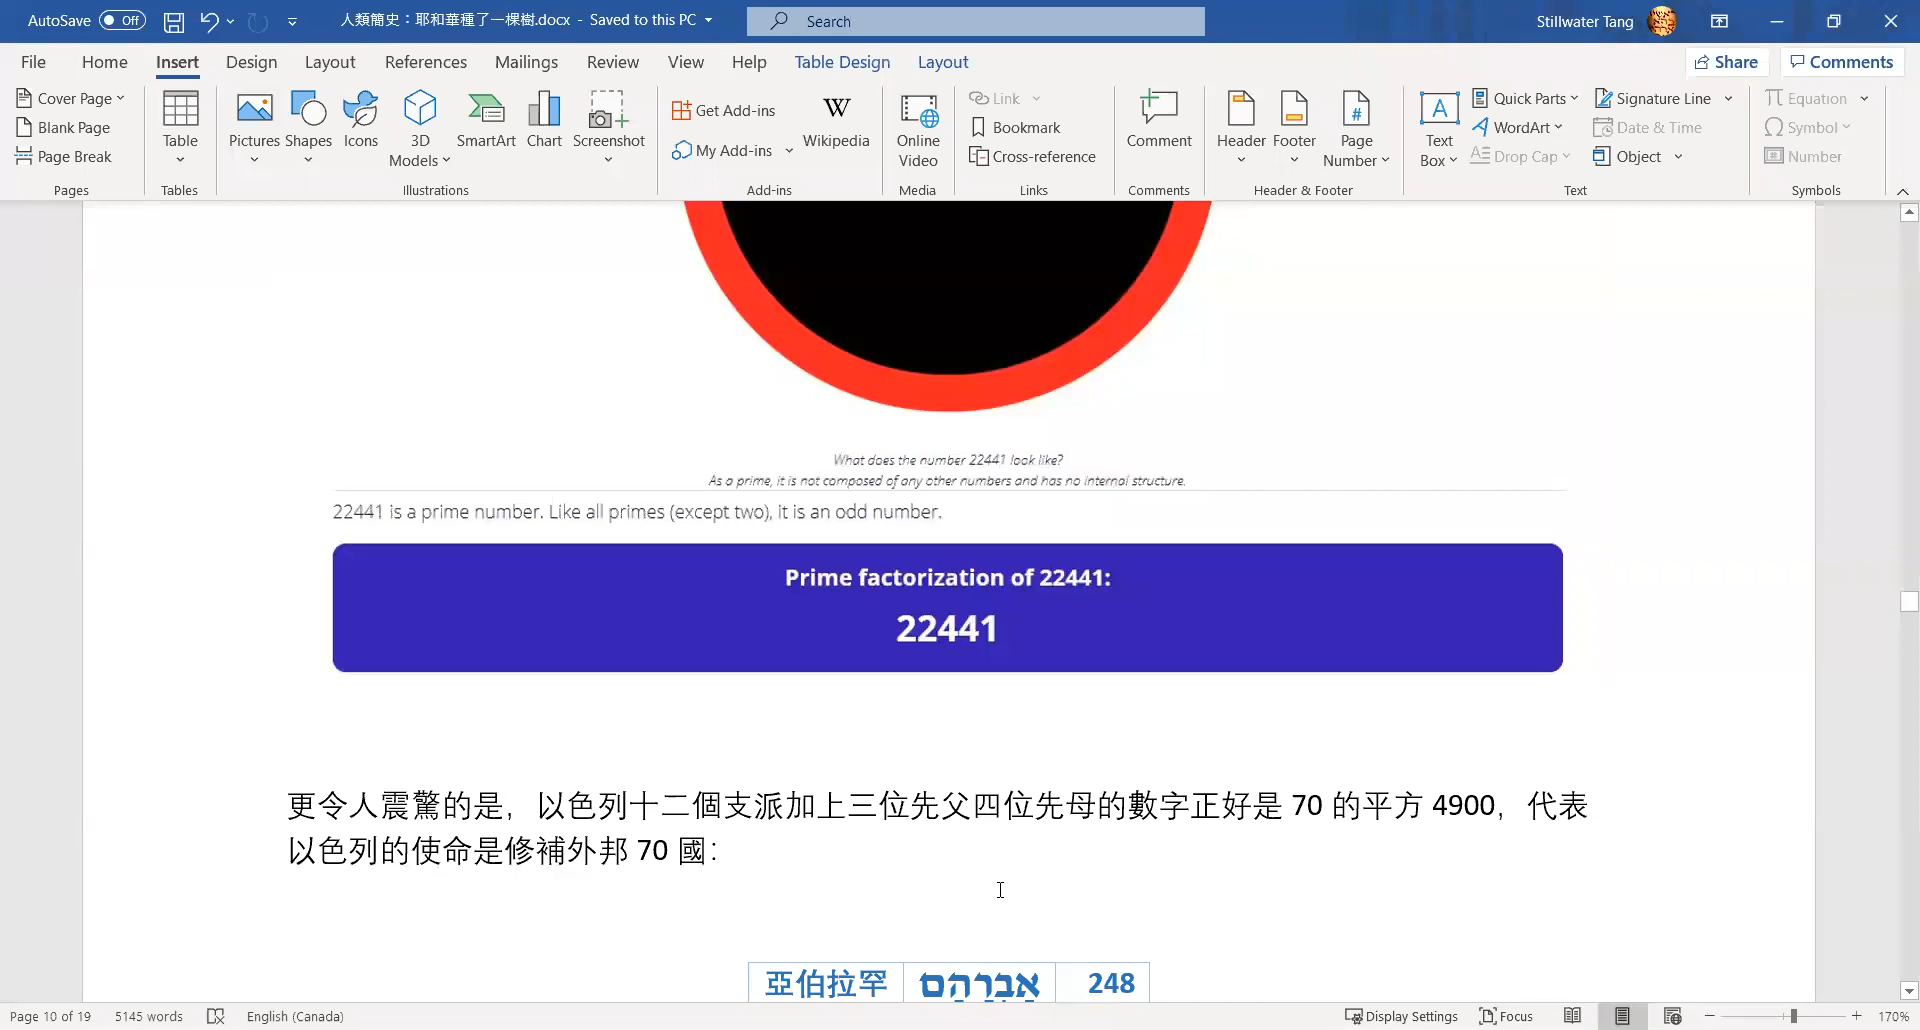 AutoSave Off 人類簡史：耶和華種了一棵樹.docx - Saved to this PC Search Stillwater Tang
File Home Insert Design Layout References Mailings Review View Help Table Design Layout Share Comments
Cover Page
Blank Page
Page Break
Pages
Table
Tables
Pictures Shapes Icons 3D Models SmartArt Chart Screenshot
Illustrations
Get Add-ins
My Add-ins
Wikipedia
Add-ins
Online Video
Media
Link
Bookmark
Cross-reference
Links
Comment
Comments
Header Footer Page Number
Header & Footer
Text Box
Quick Parts
WordArt
Drop Cap
Signature Line
Date & Time
Object
Text
Equation
Symbol
Number
Symbols
What does the number 22441 look like?
As a prime, it is not composed of any other numbers and has no internal structure.
22441 is a prime number. Like all primes (except two), it is an odd number.
Prime factorization of 22441:
22441
更令人震驚的是，以色列十二個支派加上三位先父四位先母的數字正好是 70 的平方 4900，代表
以色列的使命是修補外邦 70 國：
亞伯拉罕 אַבְרָהָם 248
Page 10 of 19 5145 words English (Canada) Display Settings Focus 170%